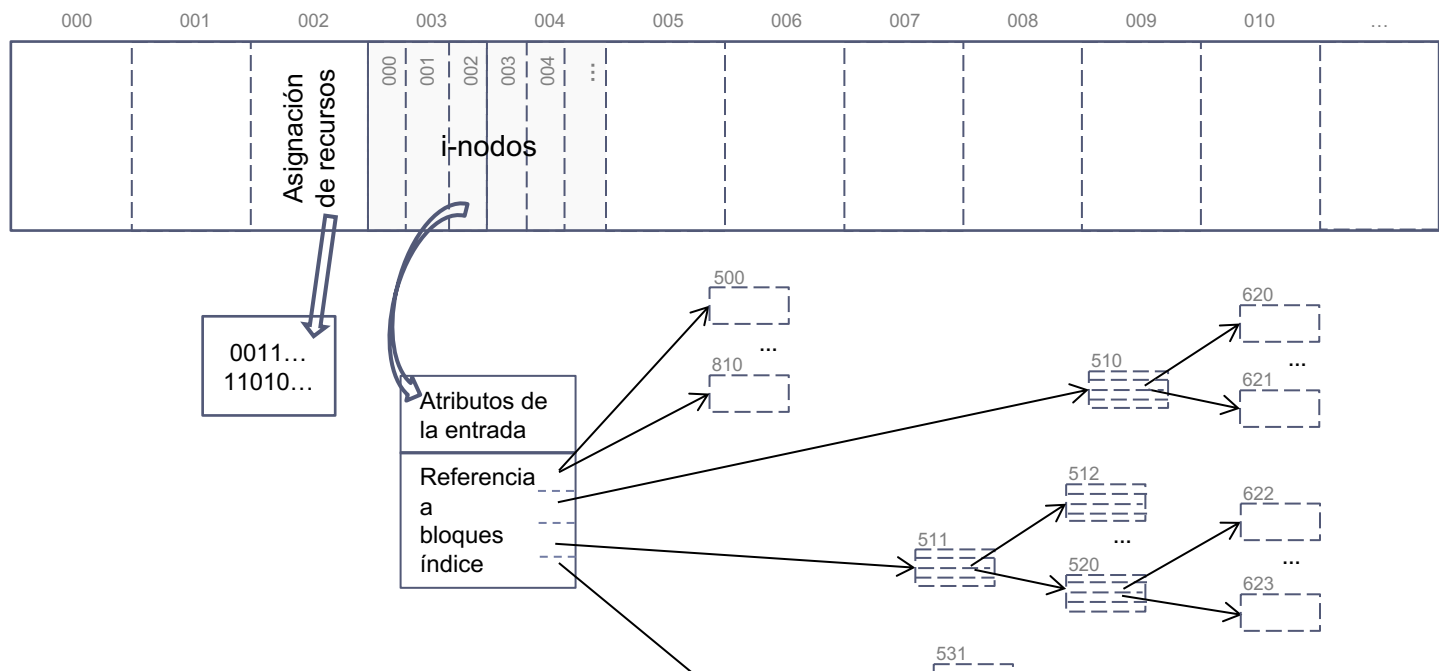 000 001 002 003 004 005 006 007 008 009 010 ...
Asignación
de recursos
000 001 002 003 004 ...
i-nodos
0011...
11010...
Atributos de
la entrada
Referencia
a
bloques
índice
500
...
810
510
620
...
621
511
512
...
520
622
...
623
531